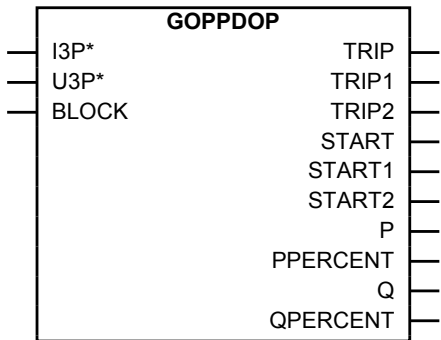 GOPPDOP
I3P* TRIP
U3P* TRIP1
BLOCK TRIP2
START
START1
START2
P
PPERCENT
Q
QPERCENT